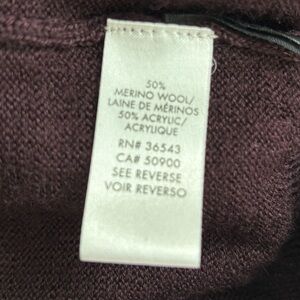 50%
MERINO WOOL/
LAINE DE MÉRINOS
50% ACRYLIC/
ACRYLIQUE
RN# 36543
CA# 50900
SEE REVERSE
VOIR REVERSO